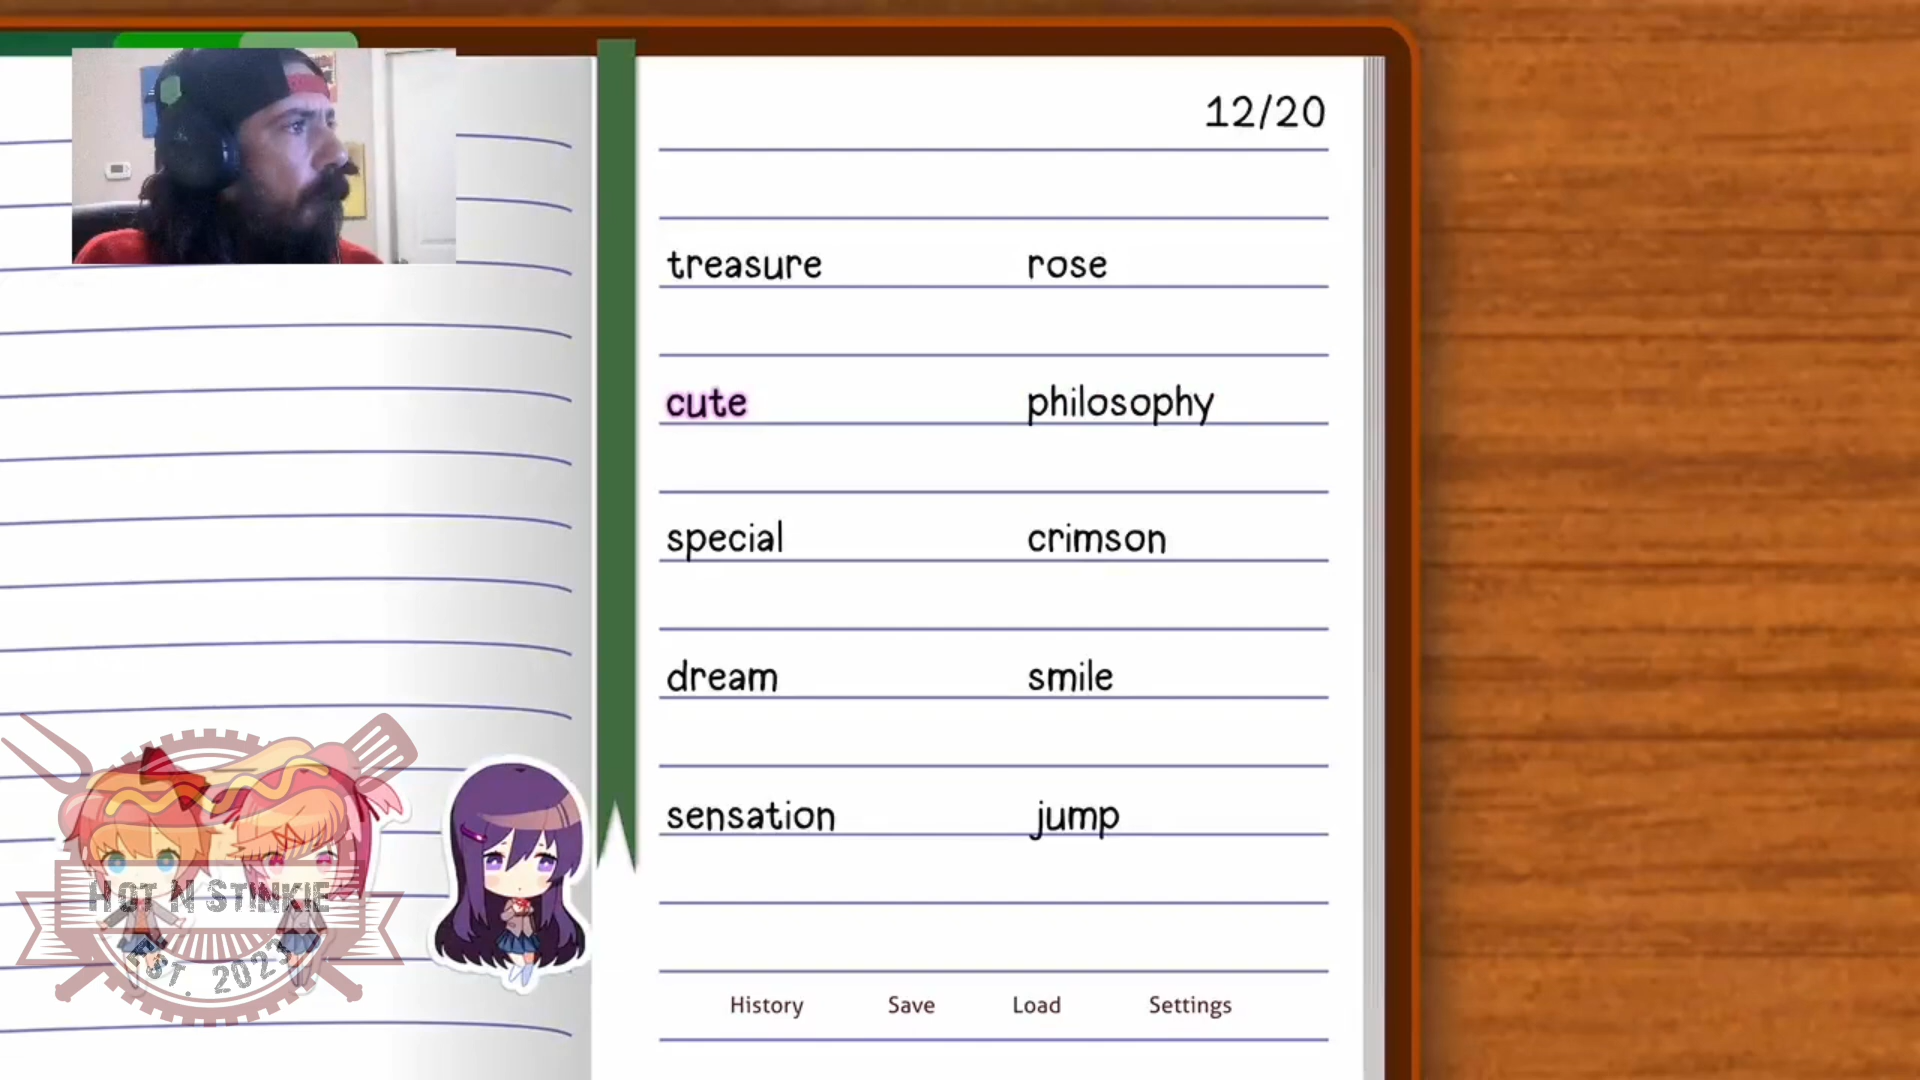 12/20
treasure rose
cute philosophy
special crimson
dream smile
sensation jump
HOT N STINKIE
EST. 2023
History Save Load Settings